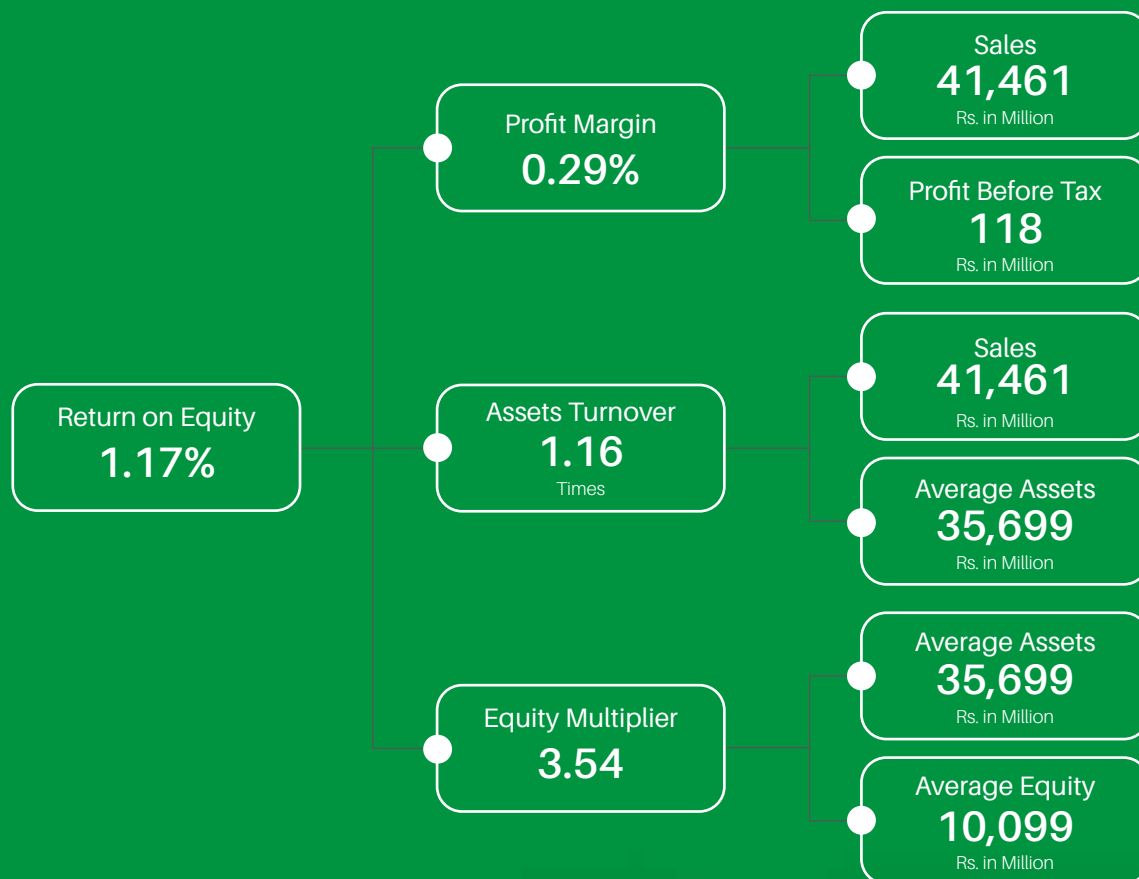 Return on Equity
1.17%
Profit Margin
0.29%
Sales
41,461
Rs. in Million
Profit Before Tax
118
Rs. in Million
Assets Turnover
1.16
Times
Sales
41,461
Rs. in Million
Average Assets
35,699
Rs. in Million
Equity Multiplier
3.54
Average Assets
35,699
Rs. in Million
Average Equity
10,099
Rs. in Million